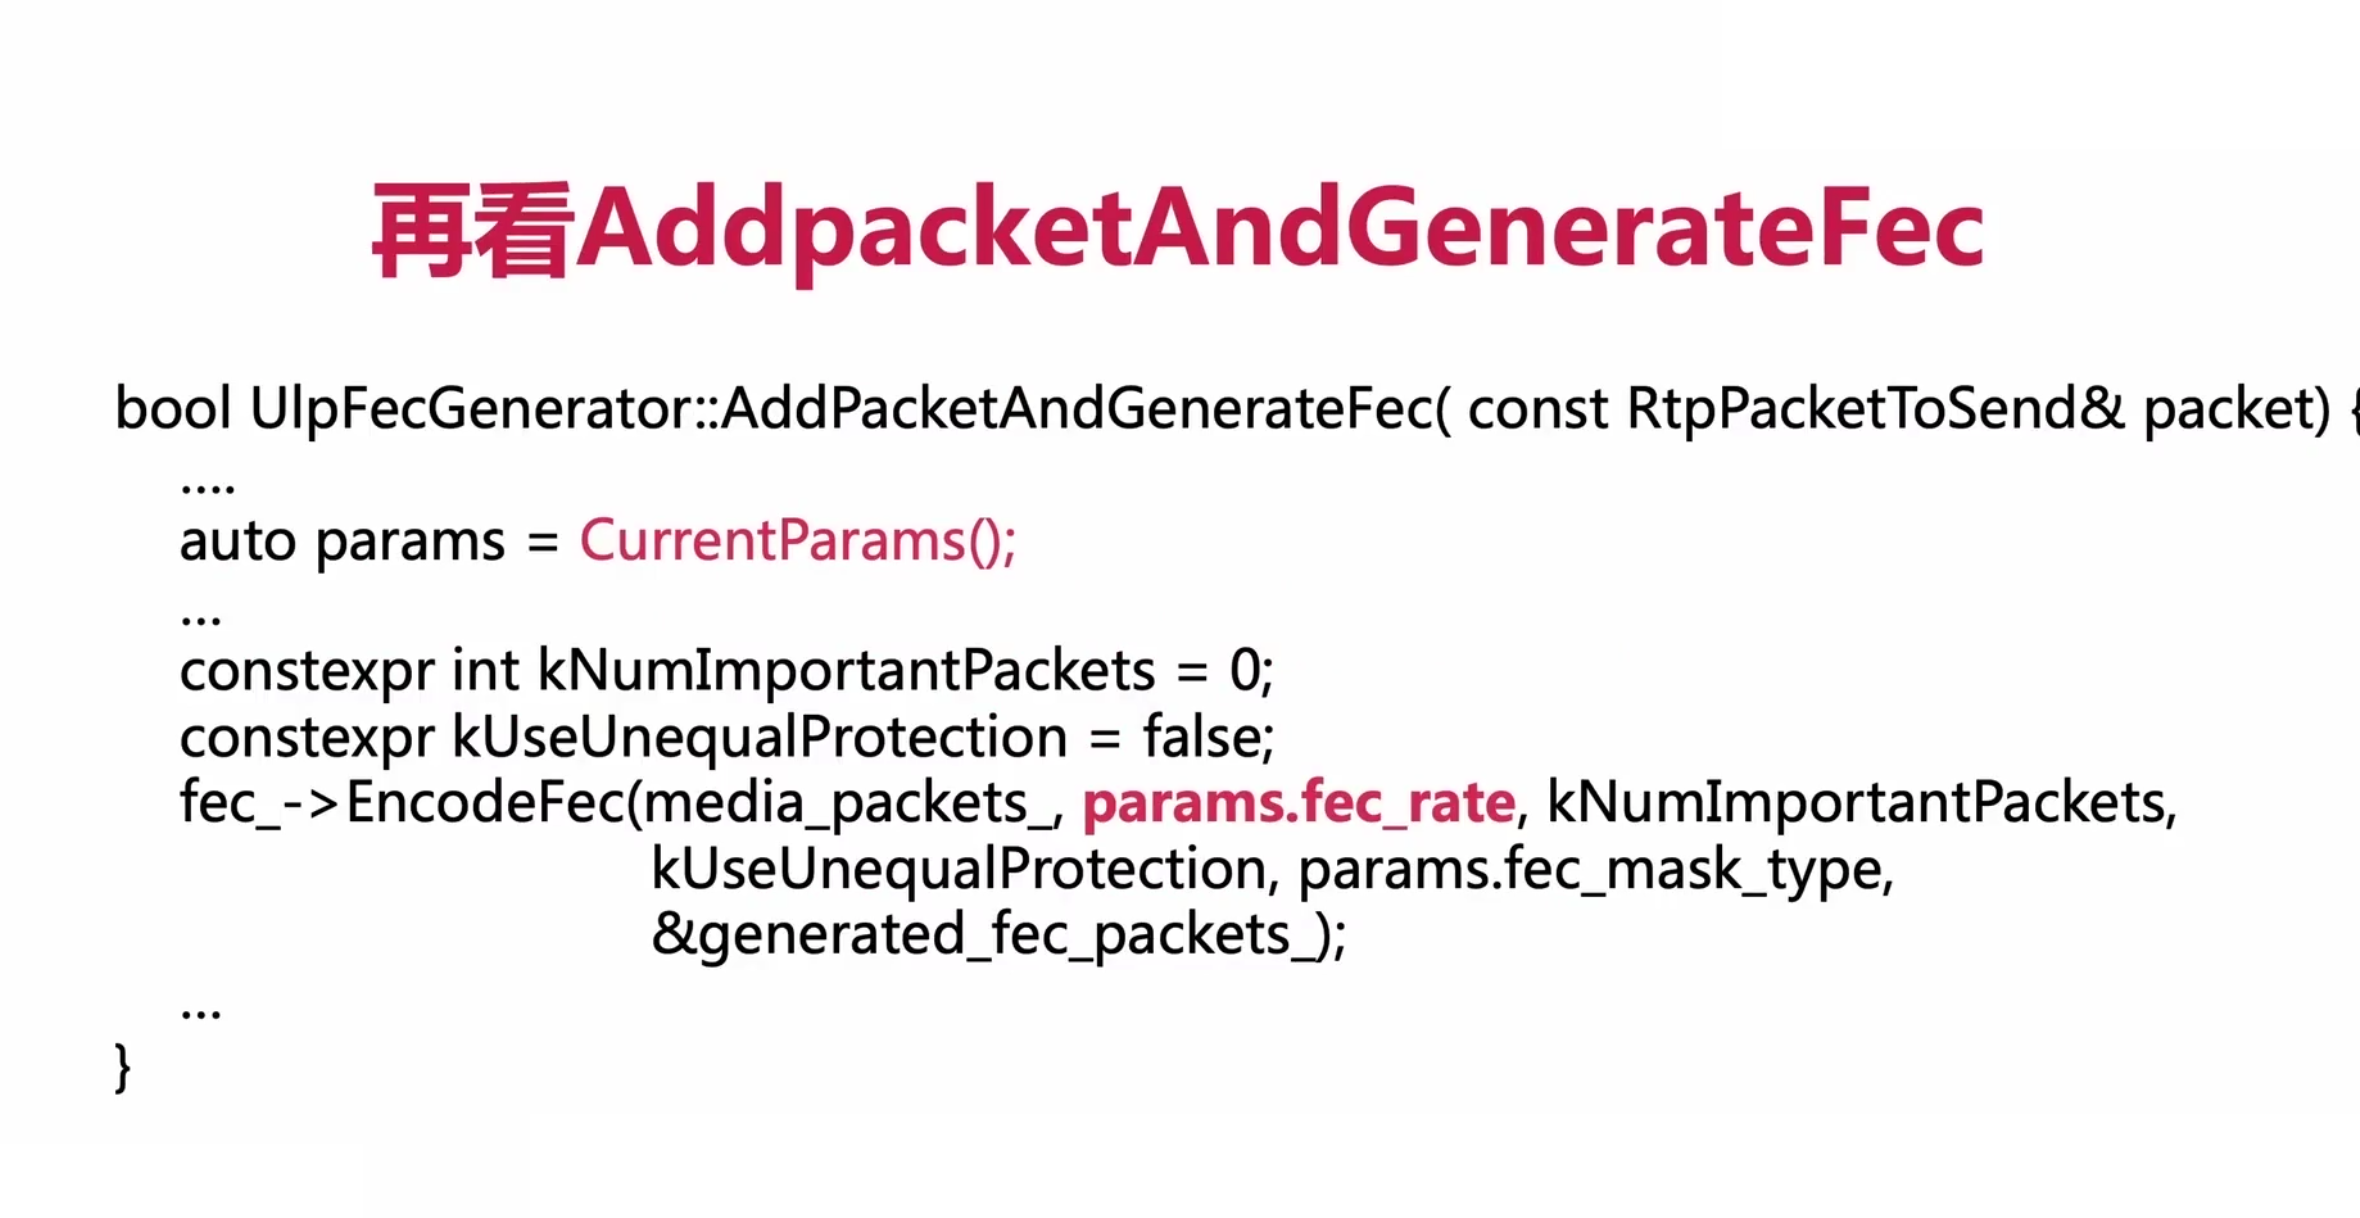 再看AddpacketAndGenerateFec
bool UlpFecGenerator::AddPacketAndGenerateFec( const RtpPacketToSend& packet) {
....
auto params = CurrentParams();
...
constexpr int kNumImportantPackets = 0;
constexpr kUseUnequalProtection = false;
fec_->EncodeFec(media_packets_, params.fec_rate, kNumImportantPackets,
kUseUnequalProtection, params.fec_mask_type,
&generated_fec_packets_);
...
}